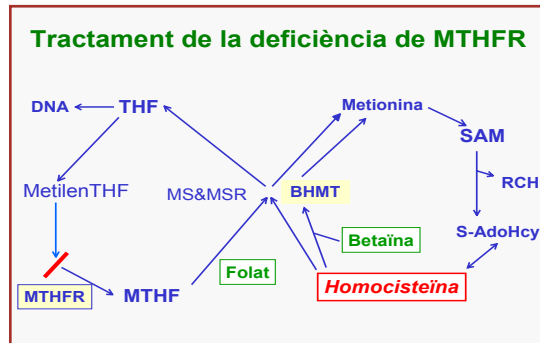 Tractament de la deficiència de MTHFR
DNA
THF
Metionina
SAM
RCH
MetilenTHF
MS&MSR
BHMT
S-AdoHcy
Betaïna
Folat
Homocisteïna
MTHFR
MTHF